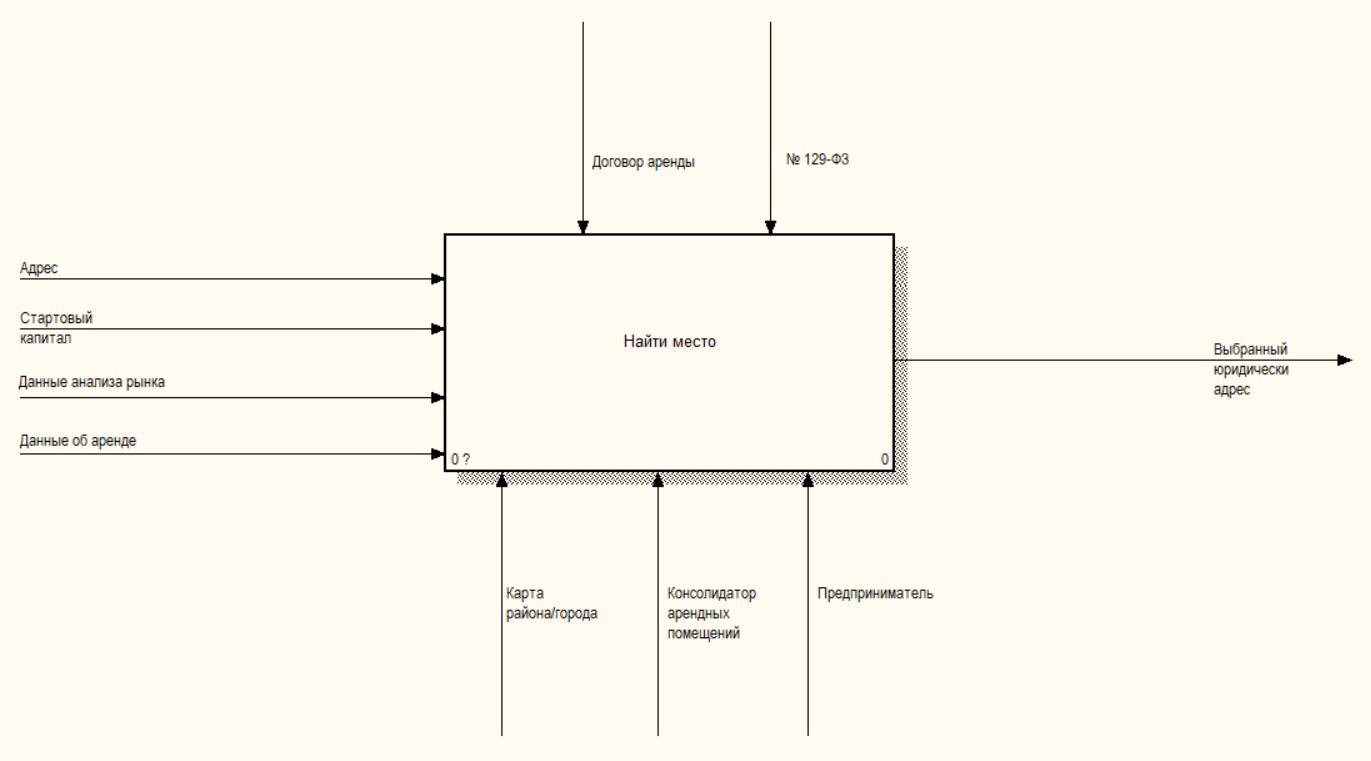 Договор аренды
№ 129-ФЗ
Адрес
Стартовый
капитал
Данные анализа рынка
Данные об аренде
Найти место
0 ?
0
Выбранный
юридически
адрес
Карта
района/города
Консолидатор
арендных
помещений
Предприниматель